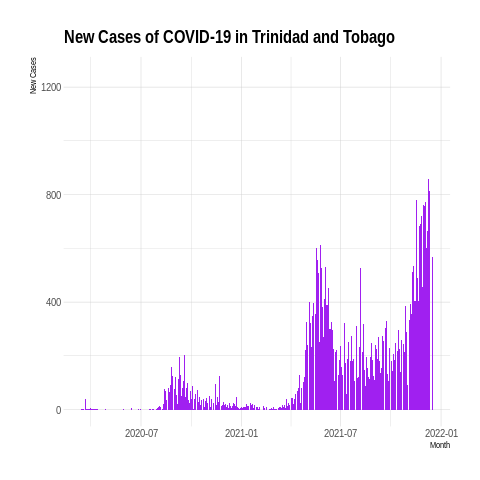 New Cases of COVID-19 in Trinidad and Tobago
New Cases
1200
800
400
0
2020-07
2021-01
2021-07
2022-01
Month